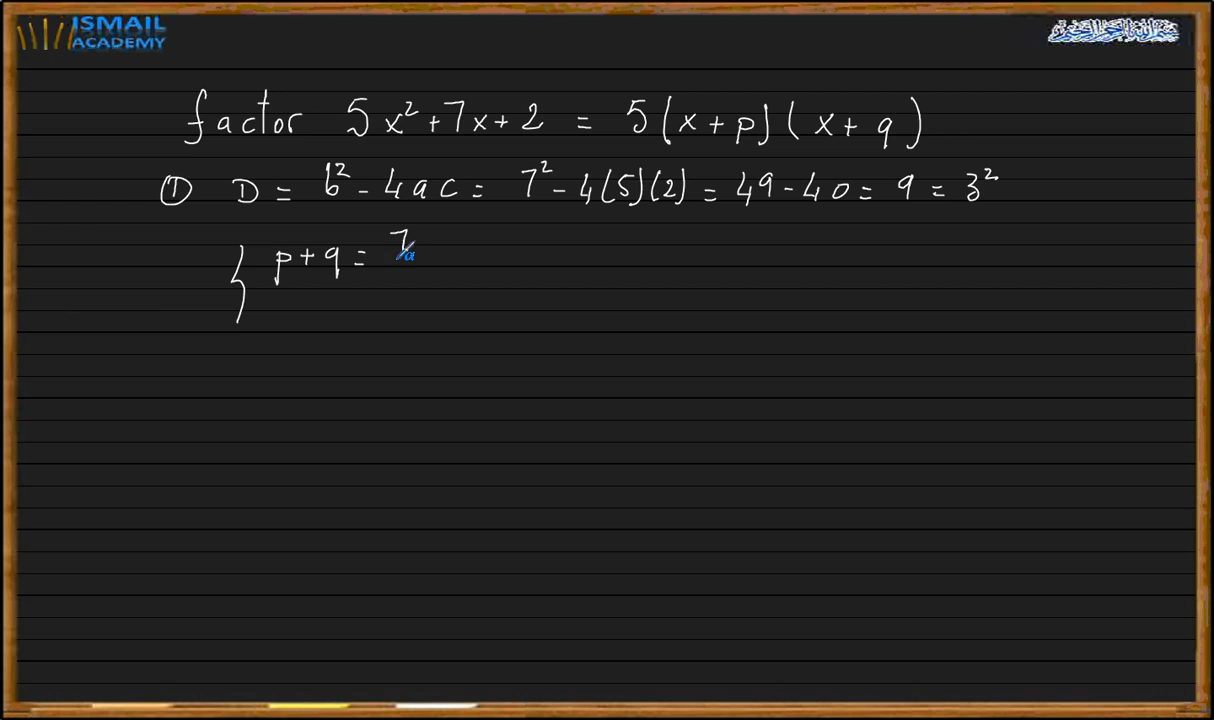 ISMAIL
ACADEMY
factor 5x²+7x+2 = 5(x+p)(x+q)
① D = b²-4ac = 7²-4(5)(2) = 49-40 = 9 = 3²
{ p+q = 7